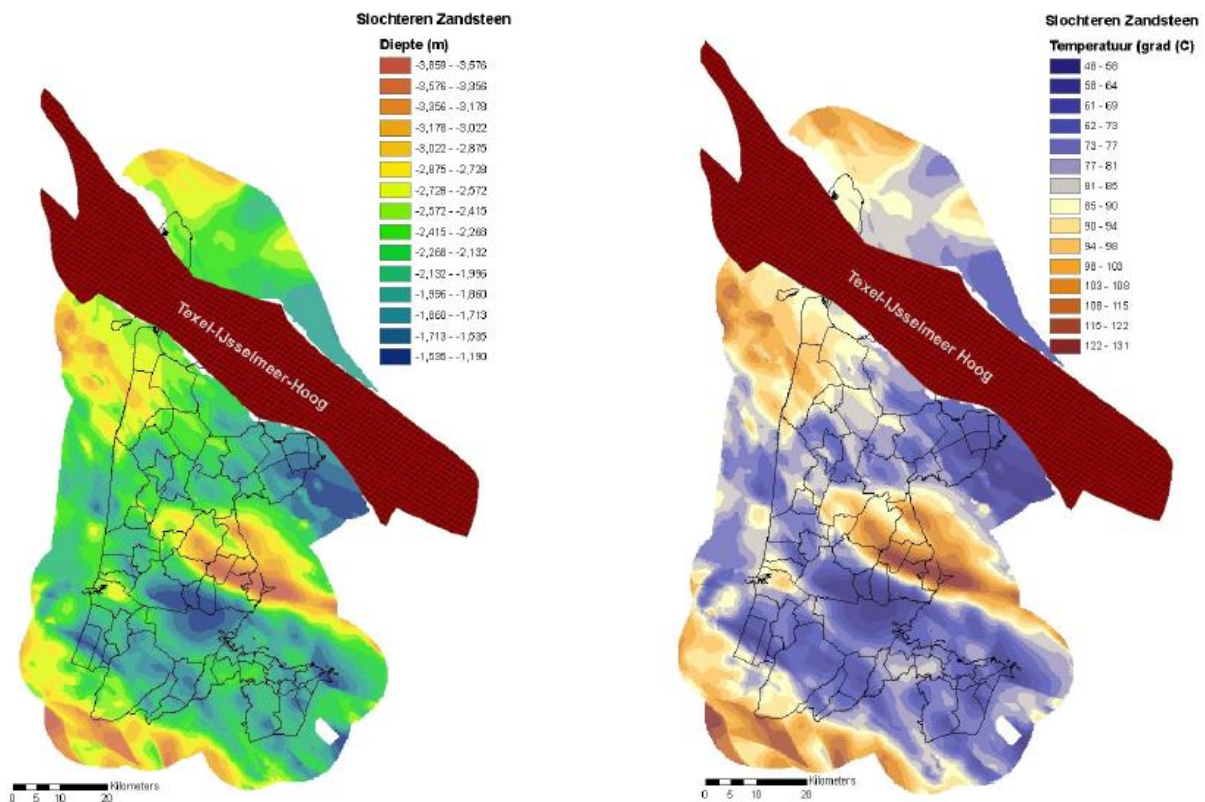 Slochteren Zandsteen
Diepte (m)
-3,859 - -3,576
-3,576 - -3,356
-3,356 - -3,178
-3,178 - -3,022
-3,022 - -2,875
-2,875 - -2,728
-2,728 - -2,572
-2,572 - -2,415
-2,415 - -2,268
-2,268 - -2,132
-2,132 - -1,996
-1,996 - -1,860
-1,860 - -1,713
-1,713 - -1,535
-1,535 - -1,190
Texel-IJsselmeer-Hoog
Kilometers
0 5 10 20
Slochteren Zandsteen
Temperatuur (grad (C)
48 - 58
58 - 64
61 - 69
62 - 73
73 - 77
77 - 81
81 - 85
85 - 90
90 - 94
94 - 98
98 - 103
103 - 108
108 - 115
115 - 122
122 - 131
Texel-IJsselmeer Hoog
Kilometers
0 5 10 20